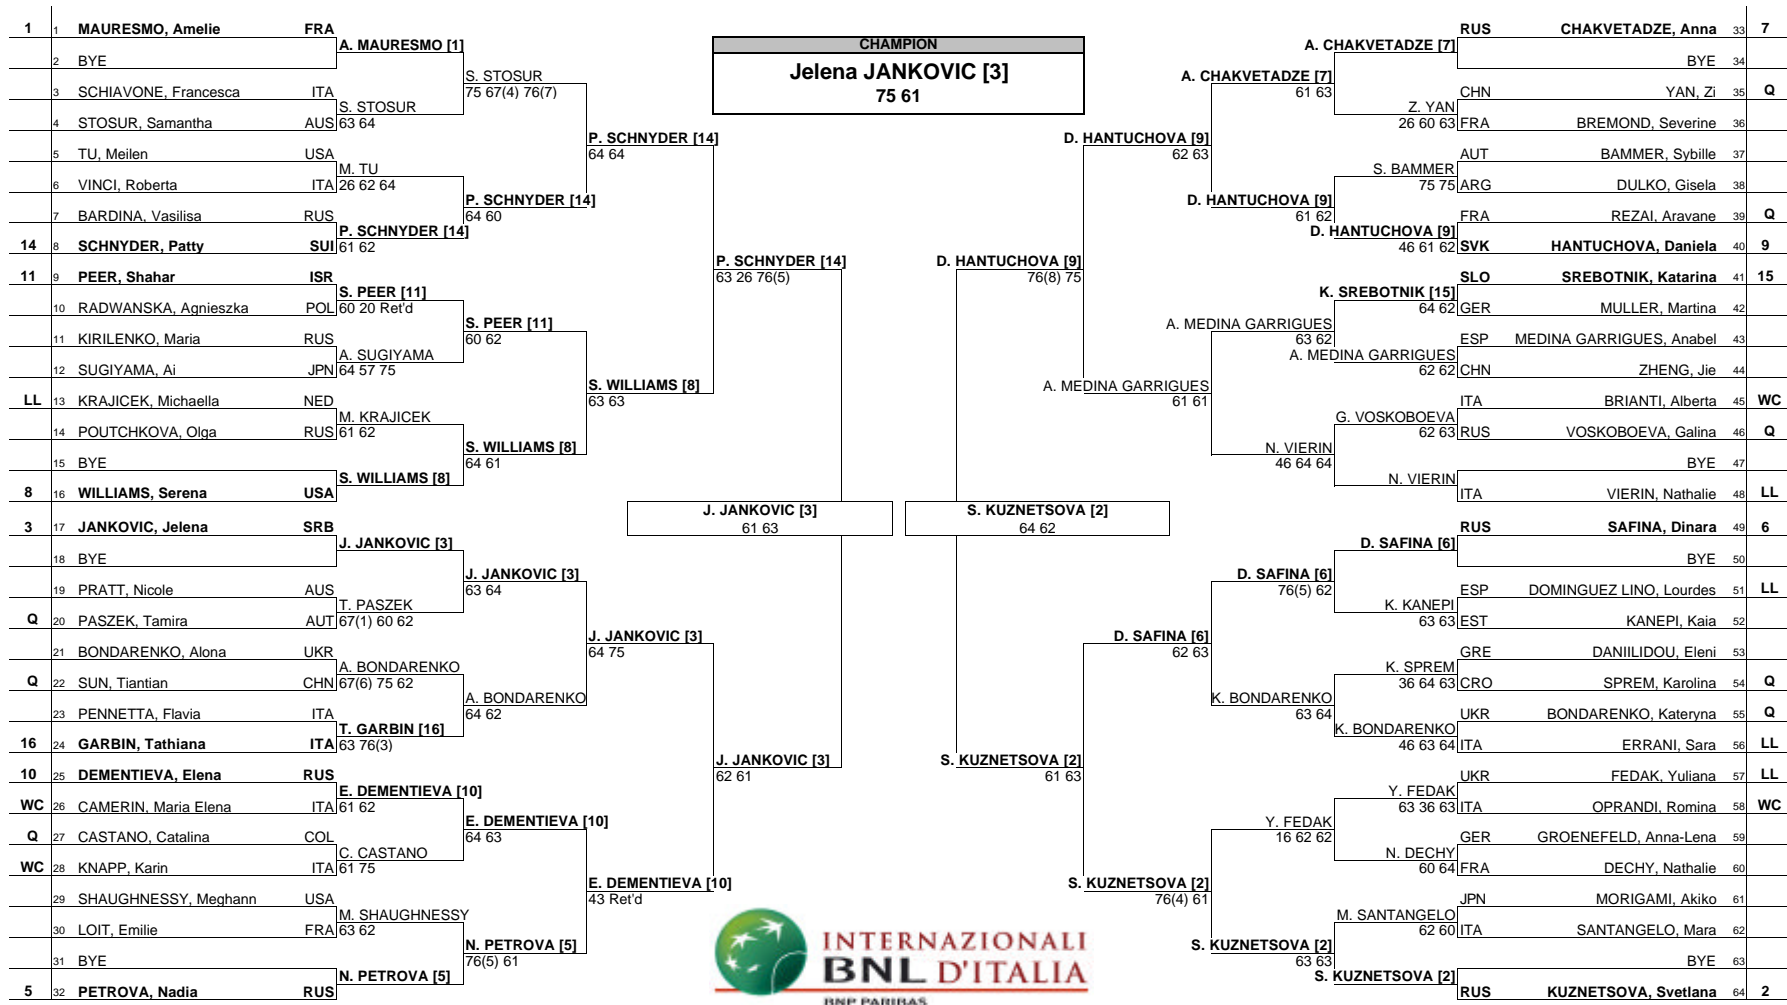 1 1 MAURESMO, Amelie FRA
2 BYE
3 SCHIAVONE, Francesca ITA
4 STOSUR, Samantha AUS
5 TU, Meilen USA
6 VINCI, Roberta ITA
7 BARDINA, Vasilisa RUS
14 8 SCHNYDER, Patty SUI
11 9 PEER, Shahar ISR
10 RADWANSKA, Agnieszka POL
11 KIRILENKO, Maria RUS
12 SUGIYAMA, Ai JPN
LL 13 KRAJICEK, Michaella NED
14 POUTCHKOVA, Olga RUS
15 BYE
8 16 WILLIAMS, Serena USA
3 17 JANKOVIC, Jelena SRB
18 BYE
19 PRATT, Nicole AUS
Q 20 PASZEK, Tamira AUT
21 BONDARENKO, Alona UKR
Q 22 SUN, Tiantian CHN
23 PENNETTA, Flavia ITA
16 24 GARBIN, Tathiana ITA
10 25 DEMENTIEVA, Elena RUS
WC 26 CAMERIN, Maria Elena ITA
Q 27 CASTANO, Catalina COL
WC 28 KNAPP, Karin ITA
29 SHAUGHNESSY, Meghann USA
30 LOIT, Emilie FRA
31 BYE
5 32 PETROVA, Nadia RUS
A. MAURESMO [1]
S. STOSUR
63 64
M. TU
26 62 64
P. SCHNYDER [14]
61 62
S. PEER [11]
60 20 Ret'd
A. SUGIYAMA
64 57 75
M. KRAJICEK
61 62
S. WILLIAMS [8]
J. JANKOVIC [3]
T. PASZEK
67(1) 60 62
A. BONDARENKO
67(6) 75 62
T. GARBIN [16]
63 76(3)
E. DEMENTIEVA [10]
61 62
C. CASTANO
61 75
M. SHAUGHNESSY
63 62
N. PETROVA [5]
S. STOSUR
75 67(4) 76(7)
P. SCHNYDER [14]
64 60
S. PEER [11]
60 62
S. WILLIAMS [8]
64 61
J. JANKOVIC [3]
63 64
A. BONDARENKO
64 62
E. DEMENTIEVA [10]
64 63
N. PETROVA [5]
76(5) 61
P. SCHNYDER [14]
64 64
S. WILLIAMS [8]
63 63
J. JANKOVIC [3]
64 75
E. DEMENTIEVA [10]
43 Ret'd
P. SCHNYDER [14]
63 26 76(5)
J. JANKOVIC [3]
62 61
J. JANKOVIC [3]
61 63
CHAMPION
Jelena JANKOVIC [3]
75 61
S. KUZNETSOVA [2]
64 62
D. HANTUCHOVA [9]
76(8) 75
S. KUZNETSOVA [2]
61 63
D. HANTUCHOVA [9]
62 63
A. MEDINA GARRIGUES
61 61
D. SAFINA [6]
62 63
S. KUZNETSOVA [2]
76(4) 61
A. CHAKVETADZE [7]
61 63
D. HANTUCHOVA [9]
61 62
A. MEDINA GARRIGUES
63 62
N. VIERIN
46 64 64
D. SAFINA [6]
76(5) 62
K. BONDARENKO
63 64
Y. FEDAK
16 62 62
S. KUZNETSOVA [2]
63 63
A. CHAKVETADZE [7]
Z. YAN
26 60 63
S. BAMMER
75 75
D. HANTUCHOVA [9]
46 61 62
K. SREBOTNIK [15]
64 62
A. MEDINA GARRIGUES
62 62
G. VOSKOBOEVA
62 63
N. VIERIN
D. SAFINA [6]
K. KANEPI
63 63
K. SPREM
36 64 63
K. BONDARENKO
46 63 64
Y. FEDAK
63 36 63
N. DECHY
60 64
M. SANTANGELO
62 60
S. KUZNETSOVA [2]
RUS CHAKVETADZE, Anna 33 7
BYE 34
CHN YAN, Zi 35 Q
FRA BREMOND, Severine 36
AUT BAMMER, Sybille 37
ARG DULKO, Gisela 38
FRA REZAI, Aravane 39 Q
SVK HANTUCHOVA, Daniela 40 9
SLO SREBOTNIK, Katarina 41 15
GER MULLER, Martina 42
ESP MEDINA GARRIGUES, Anabel 43
CHN ZHENG, Jie 44
ITA BRIANTI, Alberta 45 WC
RUS VOSKOBOEVA, Galina 46 Q
BYE 47
ITA VIERIN, Nathalie 48 LL
RUS SAFINA, Dinara 49 6
BYE 50
ESP DOMINGUEZ LINO, Lourdes 51 LL
EST KANEPI, Kaia 52
GRE DANIILIDOU, Eleni 53
CRO SPREM, Karolina 54 Q
UKR BONDARENKO, Kateryna 55 Q
ITA ERRANI, Sara 56 LL
UKR FEDAK, Yuliana 57 LL
ITA OPRANDI, Romina 58 WC
GER GROENEFELD, Anna-Lena 59
FRA DECHY, Nathalie 60
JPN MORIGAMI, Akiko 61
ITA SANTANGELO, Mara 62
BYE 63
RUS KUZNETSOVA, Svetlana 64 2
INTERNAZIONALI
BNL D'ITALIA
BNP PARIBAS